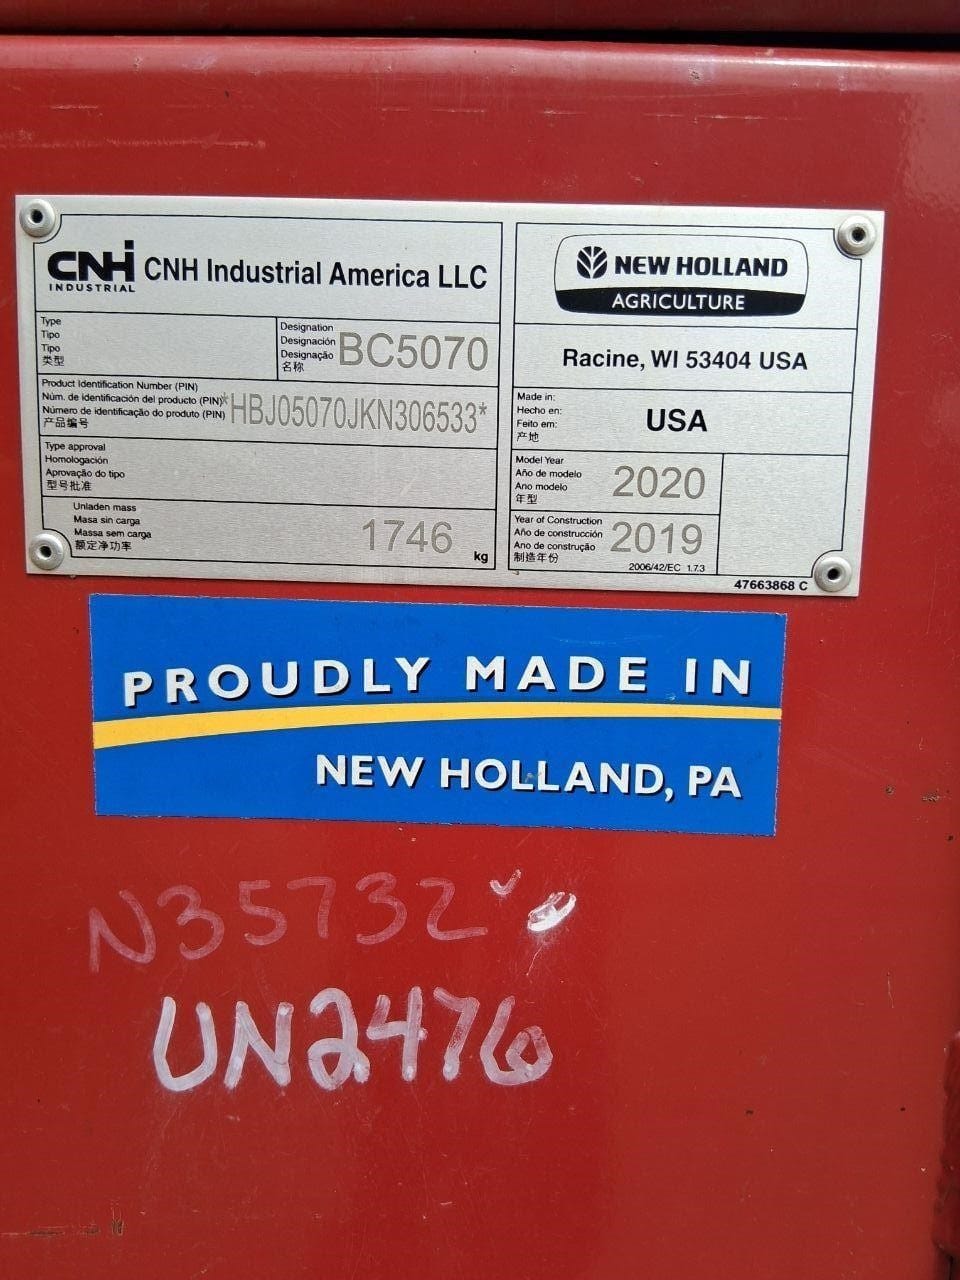 CNH
INDUSTRIAL
CNH Industrial America LLC
Type
Tipo
Tipo
类型
Designation
Designación
Designação
名称
BC5070
Product Identification Number (PIN)
Núm. de identificación del producto (PIN)
Número de identificação do produto (PIN)
产品编号
*HBJ05070JKN306533*
Type approval
Homologación
Aprovação do tipo
型号批准
Unladen mass
Masa sin carga
Massa sem carga
额定净功率
1746
kg
NEW HOLLAND
AGRICULTURE
Racine, WI 53404 USA
Made in:
Hecho en:
Feito em:
产地
USA
Model Year
Año de modelo
Ano modelo
年型
2020
Year of Construction
Año de construcción
Ano de construção
制造年份
2019
2006/42/EC 1.7.3
47663868 C
PROUDLY MADE IN
NEW HOLLAND, PA
N35732
UN2476